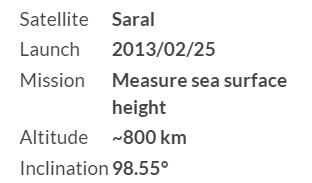 Satellite Saral
Launch 2013/02/25
Mission Measure sea surface
height
Altitude ~800 km
Inclination 98.55°